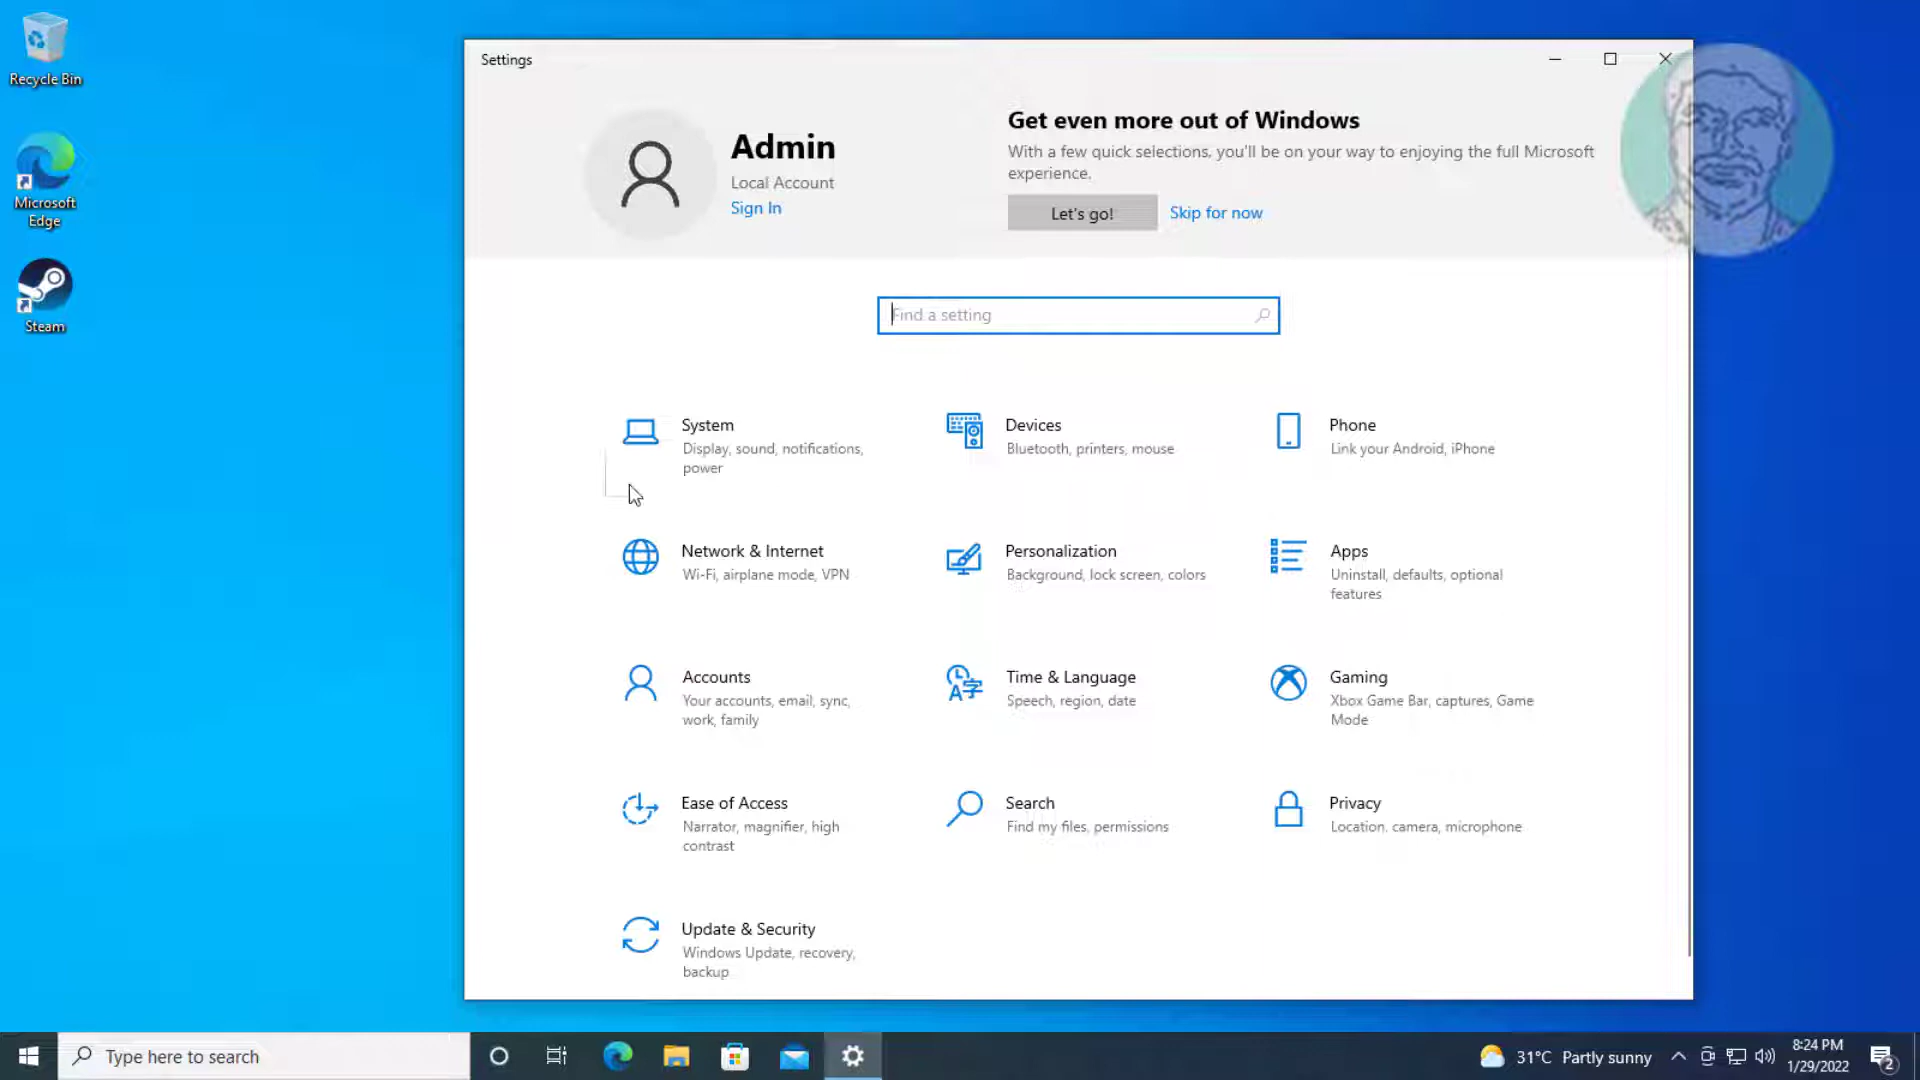 Recycle Bin
Microsoft
Edge
Steam
Settings
Admin
Local Account
Sign In
Get even more out of Windows
With a few quick selections, you'll be on your way to enjoying the full Microsoft
experience.
Let's go!
Skip for now
Find a setting
System
Display, sound, notifications,
power
Devices
Bluetooth, printers, mouse
Phone
Link your Android, iPhone
Network & Internet
Wi-Fi, airplane mode, VPN
Personalization
Background, lock screen, colors
Apps
Uninstall, defaults, optional
features
Accounts
Your accounts, email, sync,
work, family
Time & Language
Speech, region, date
Gaming
Xbox Game Bar, captures, Game
Mode
Ease of Access
Narrator, magnifier, high
contrast
Search
Find my files, permissions
Privacy
Location, camera, microphone
Update & Security
Windows Update, recovery,
backup
Type here to search
31°C Partly sunny
8:24 PM
1/29/2022
2